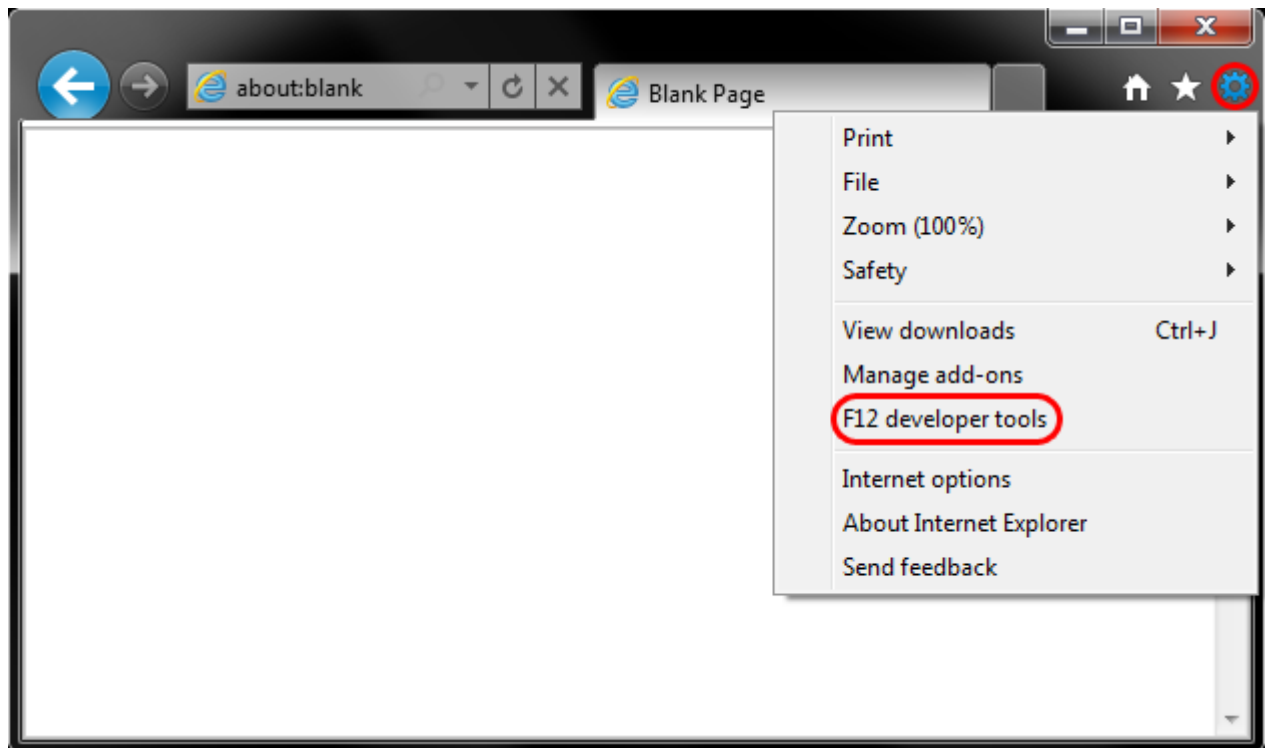 about:blank
Blank Page
Print
File
Zoom (100%)
Safety
View downloads Ctrl+J
Manage add-ons
F12 developer tools
Internet options
About Internet Explorer
Send feedback